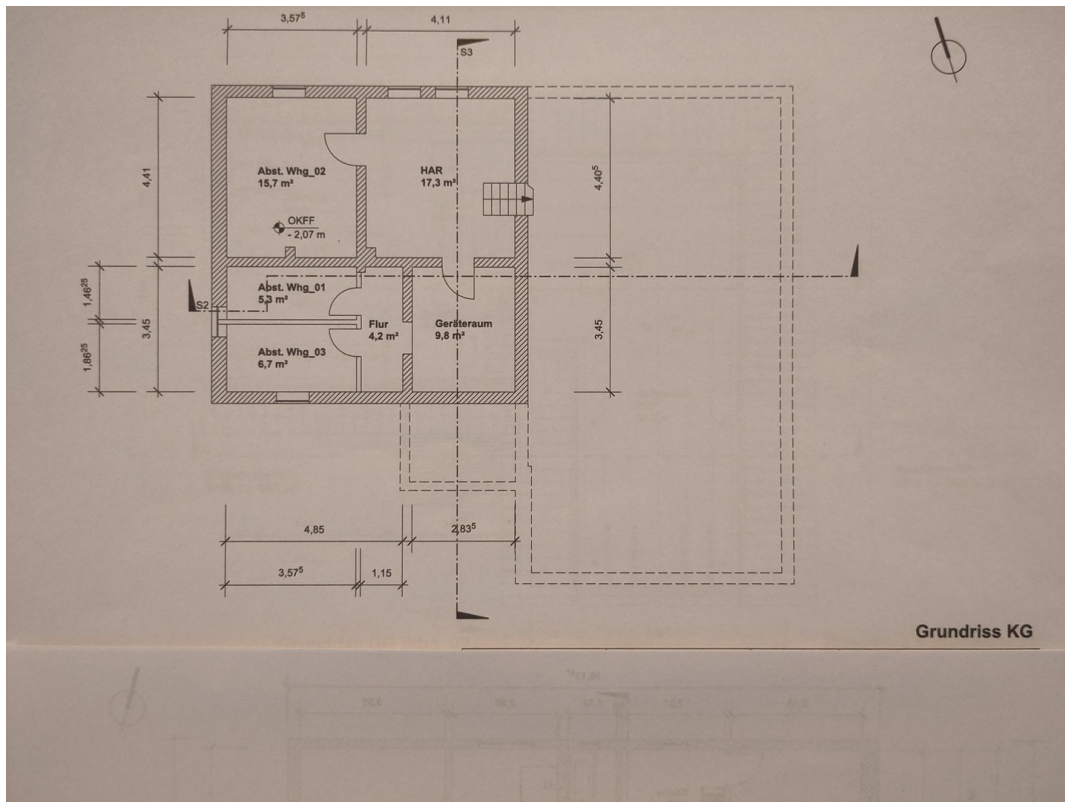 3,57⁵
4,11
S3
4,41
Abst. Whg_02
15,7 m²
HAR
17,3 m²
4,40⁵
OKFF
- 2,07 m
1,46²⁵
3,45
S2
Abst. Whg_01
5,3 m²
Flur
4,2 m²
Geräteraum
9,8 m²
3,45
1,86²⁵
Abst. Whg_03
6,7 m²
4,85
2,83⁵
3,57⁵
1,15
Grundriss KG